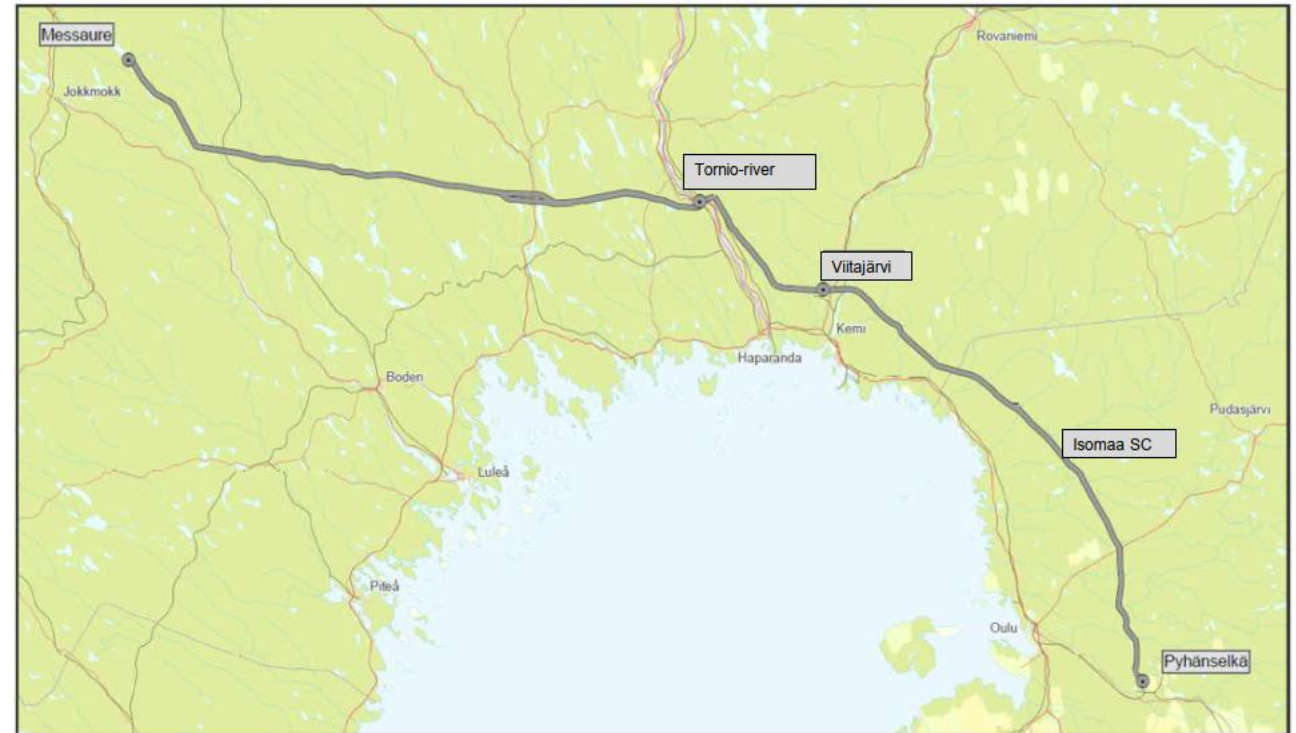 Messaure
Rovaniemi
Jokkmokk
Tornio-river
Viitajärvi
Kemi
Haparanda
Boden
Pudasjärvi
Isomaa SC
Luleå
Piteå
Oulu
Pyhänselkä